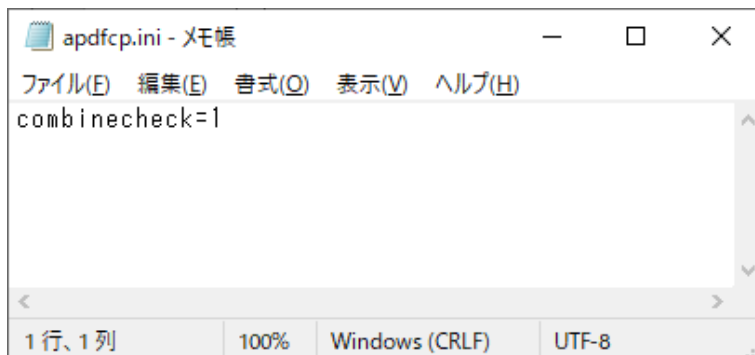 apdfcp.ini - メモ帳
ファイル(F) 編集(E) 書式(O) 表示(V) ヘルプ(H)
combinecheck=1
1 行、1 列 100% Windows (CRLF) UTF-8